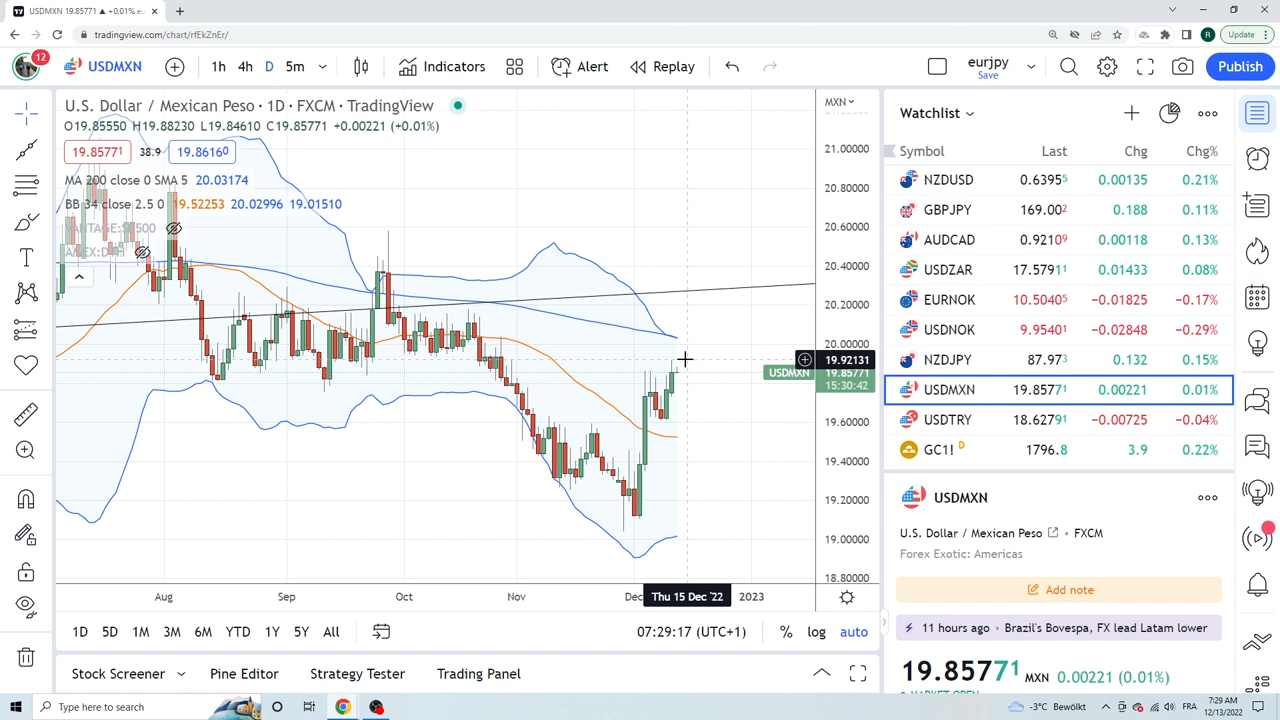 USDMXN 19.85771 ▲ +0.01% eu
tradingview.com/chart/rfEkZnEr/
R
Update
12
USDMXN
1h 4h D 5m
Indicators
Alert
Replay
eurjpy
Save
Publish
U.S. Dollar / Mexican Peso · 1D · FXCM · TradingView
O19.85550 H19.88230 L19.84610 C19.85771 +0.00221 (+0.01%)
19.85771 38.9 19.86160
MA 200 close 0 SMA 5 20.03174
BB 34 close 2.5 0 19.52253 20.02996 19.01510
VANTAGE:SP500
MXN
21.00000
20.80000
20.60000
20.40000
20.20000
20.00000
19.92131
USDMXN 19.85771
15:30:42
19.60000
19.40000
19.20000
19.00000
18.80000
Aug Sep Oct Nov Dec Thu 15 Dec '22 2023
1D 5D 1M 3M 6M YTD 1Y 5Y All
07:29:17 (UTC+1) % log auto
Stock Screener Pine Editor Strategy Tester Trading Panel
Watchlist
Symbol Last Chg Chg%
NZDUSD 0.63955 0.00135 0.21%
GBPJPY 169.002 0.188 0.11%
AUDCAD 0.92109 0.00118 0.13%
USDZAR 17.57911 0.01433 0.08%
EURNOK 10.50405 −0.01825 −0.17%
USDNOK 9.95401 −0.02848 −0.29%
NZDJPY 87.973 0.132 0.15%
USDMXN 19.85771 0.00221 0.01%
USDTRY 18.62791 −0.00725 −0.04%
GC1! D 1796.8 3.9 0.22%
USDMXN
U.S. Dollar / Mexican Peso • FXCM
Forex Exotic: Americas
Add note
11 hours ago • Brazil's Bovespa, FX lead Latam lower
19.85771 MXN 0.00221 (0.01%)
MARKET OPEN
Type here to search
-3°C Bewölkt
FRA
7:29 AM
12/13/2022